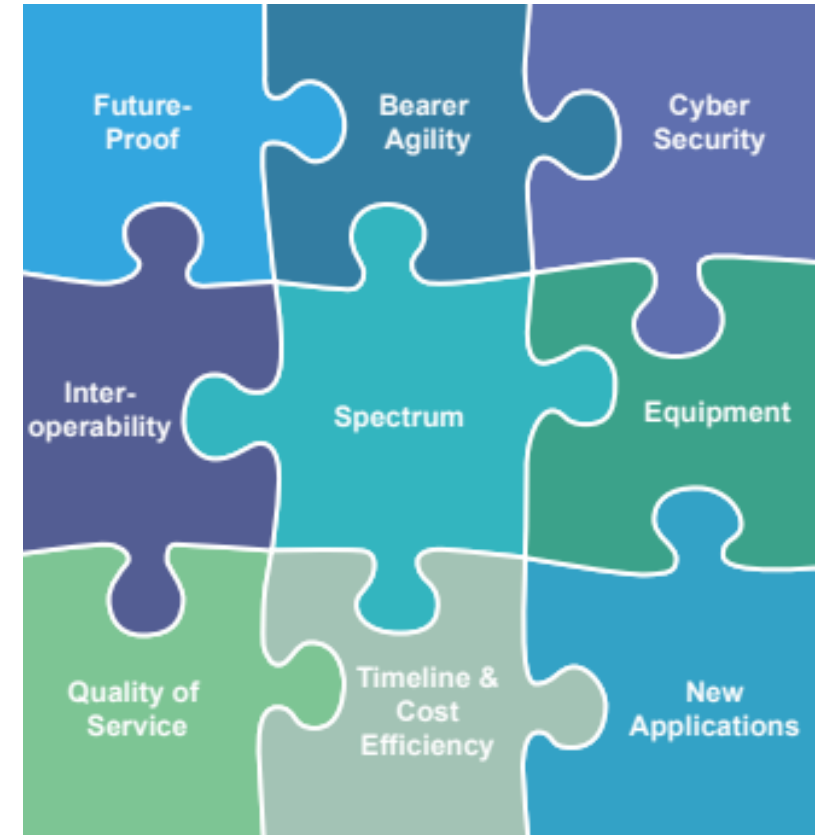 Future-
Proof
Bearer
Agility
Cyber
Security
Inter-
operability
Spectrum
Equipment
Quality of
Service
Timeline &
Cost
Efficiency
New
Applications